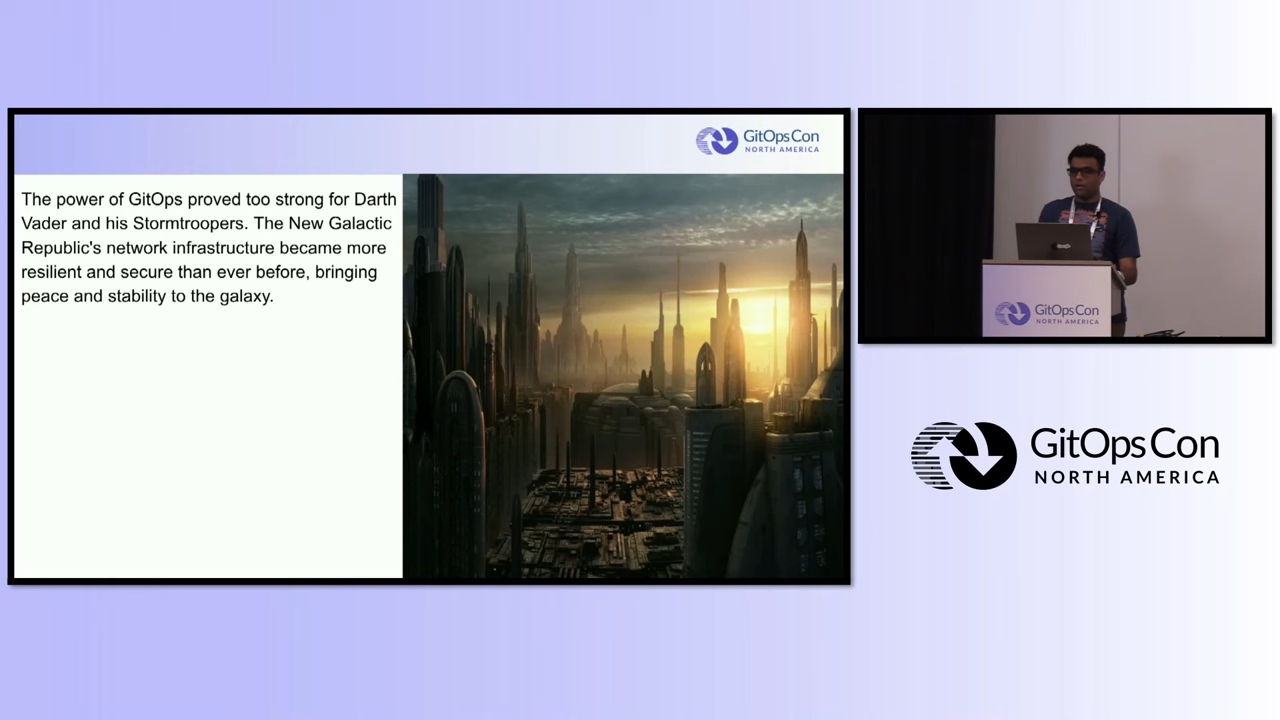 GitOps Con
NORTH AMERICA
The power of GitOps proved too strong for Darth
Vader and his Stormtroopers. The New Galactic
Republic's network infrastructure became more
resilient and secure than ever before, bringing
peace and stability to the galaxy.
GitOps Con
NORTH AMERICA
GitOps Con
NORTH AMERICA